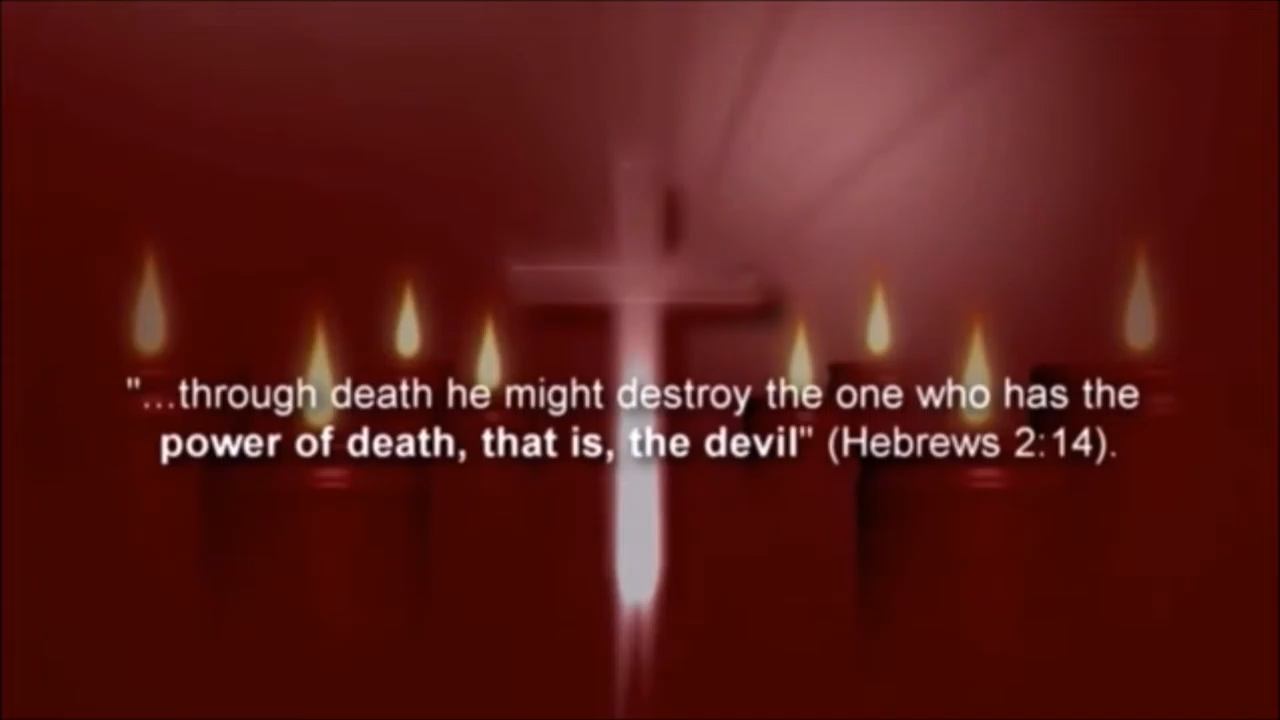 "...through death he might destroy the one who has the
power of death, that is, the devil" (Hebrews 2:14).